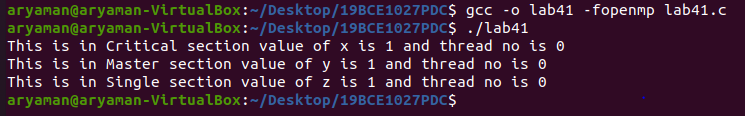 aryaman@aryaman-VirtualBox:~/Desktop/19BCE1027PDC$ gcc -o lab41 -fopenmp lab41.c
aryaman@aryaman-VirtualBox:~/Desktop/19BCE1027PDC$ ./lab41
This is in Critical section value of x is 1 and thread no is 0
This is in Master section value of y is 1 and thread no is 0
This is in Single section value of z is 1 and thread no is 0
aryaman@aryaman-VirtualBox:~/Desktop/19BCE1027PDC$